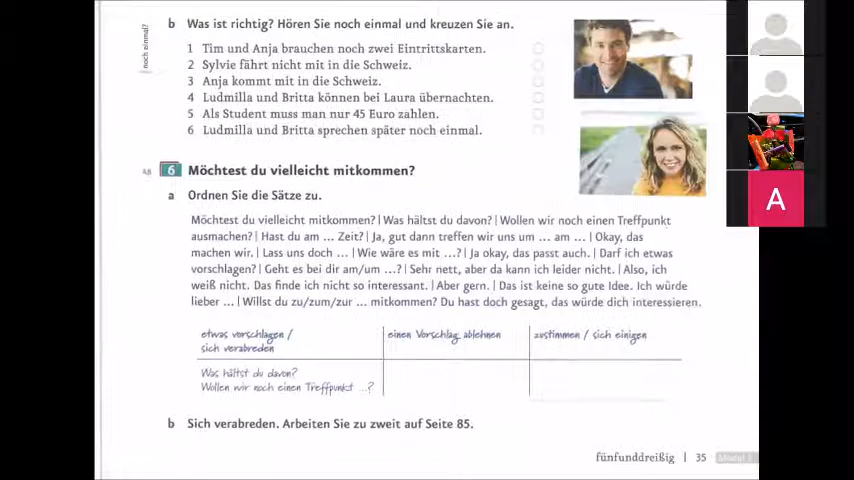 noch einmal?
b Was ist richtig? Hören Sie noch einmal und kreuzen Sie an.
1 Tim und Anja brauchen noch zwei Eintrittskarten.
2 Sylvie fährt nicht mit in die Schweiz.
3 Anja kommt mit in die Schweiz.
4 Ludmilla und Britta können bei Laura übernachten.
5 Als Student muss man nur 45 Euro zahlen.
6 Ludmilla und Britta sprechen später noch einmal.
AB 6 Möchtest du vielleicht mitkommen?
a Ordnen Sie die Sätze zu.
Möchtest du vielleicht mitkommen? | Was hältst du davon? | Wollen wir noch einen Treffpunkt
ausmachen? | Hast du am ... Zeit? | Ja, gut dann treffen wir uns um ... am ... | Okay, das
machen wir. | Lass uns doch ... | Wie wäre es mit ...? | Ja okay, das passt auch. | Darf ich etwas
vorschlagen? | Geht es bei dir am/um ...? | Sehr nett, aber da kann ich leider nicht. | Also, ich
weiß nicht. Das finde ich nicht so interessant. | Aber gern. | Das ist keine so gute Idee. Ich würde
lieber ... | Willst du zu/zum/zur ... mitkommen? Du hast doch gesagt, das würde dich interessieren.
etwas vorschlagen / einen Vorschlag ablehnen zustimmen / sich einigen
sich verabreden
Was hältst du davon?
Wollen wir noch einen Treffpunkt ...?
b Sich verabreden. Arbeiten Sie zu zweit auf Seite 85.
fünfunddreißig | 35 Modul 3
A